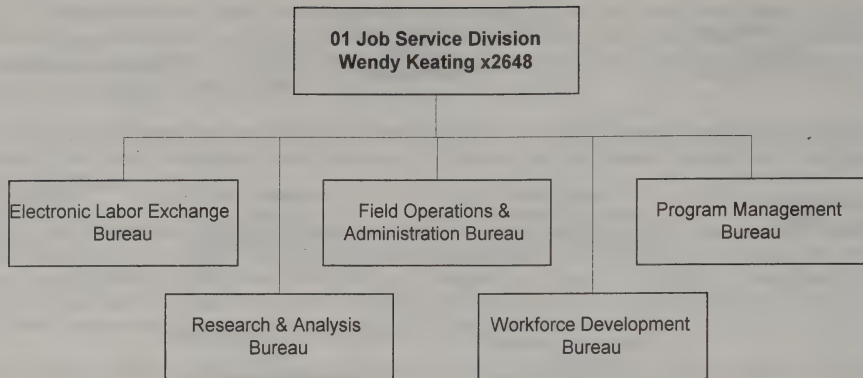 01 Job Service Division
Wendy Keating x2648
Electronic Labor Exchange
Bureau
Field Operations &
Administration Bureau
Program Management
Bureau
Research & Analysis
Bureau
Workforce Development
Bureau